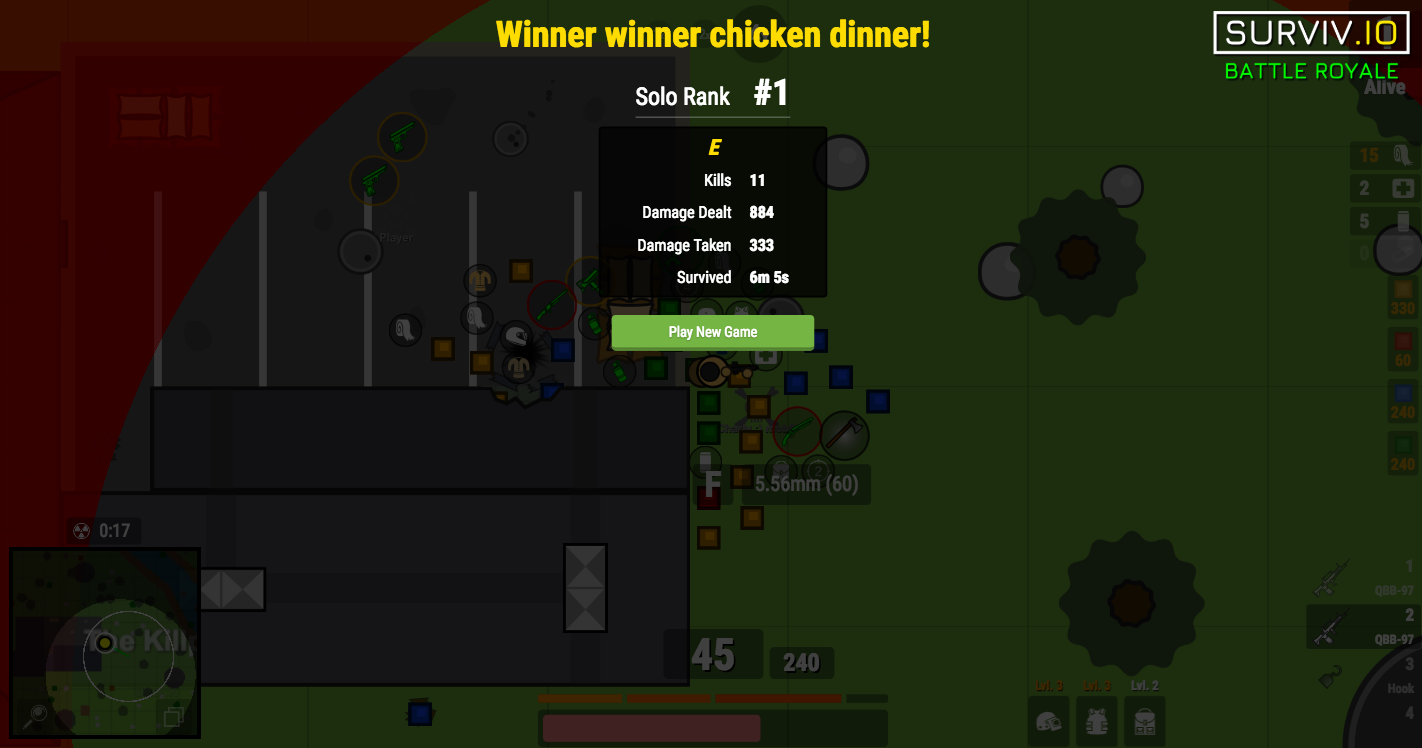 Winner winner chicken dinner!
SURVIV.IO
BATTLE ROYALE
Solo Rank #1
Alive
E
Kills 11
Damage Dealt 884
Damage Taken 333
Survived 6m 5s
Play New Game
Player
15
2
5
0
330
60
240
240
F 5.56mm (60)
0:17
The Kill
45 240
1
QBB-97
2
QBB-97
3
Hook
4
Lvl. 3 Lvl. 3 Lvl. 2